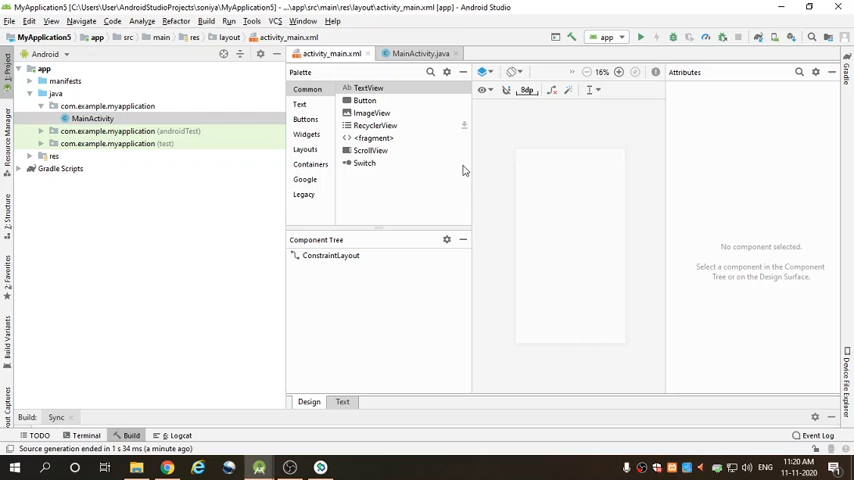 MyApplication5 [C:\Users\soniya\AndroidStudioProjects\soniya\MyApplication5] - ...\app\src\main\res\layout\activity_main.xml [app] - Android Studio
File Edit View Navigate Code Analyze Refactor Build Run Tools VCS Window Help
MyApplication5 app src main res layout activity_main.xml app
Android activity_main.xml MainActivity.java
app
manifests
java
com.example.myapplication
MainActivity
com.example.myapplication (androidTest)
com.example.myapplication (test)
res
Gradle Scripts
1: Project
Resource Manager
7: Structure
2: Favorites
Build Variants
Palette
Common
Text
Buttons
Widgets
Layouts
Containers
Google
Legacy
TextView
Button
ImageView
RecyclerView
<fragment>
ScrollView
Switch
Component Tree
ConstraintLayout
16%
8dp
Attributes
No component selected.
Select a component in the Component
Tree or on the Design Surface.
Gradle
Device File Explorer
Design Text
Build: Sync
TODO Terminal Build 6: Logcat Event Log
Source generation ended in 1 s 34 ms (a minute ago)
ENG
11:20 AM
11-11-2020